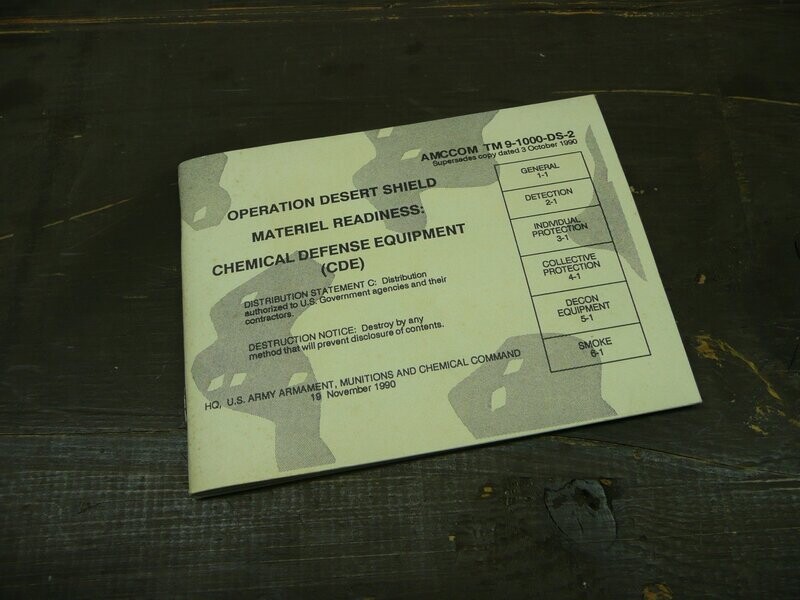 AMCCOM TM 9-1000-DS-2
Supersedes copy dated 3 October 1990
OPERATION DESERT SHIELD
MATERIEL READINESS:
CHEMICAL DEFENSE EQUIPMENT
(CDE)
DISTRIBUTION STATEMENT C: Distribution
authorized to U.S. Government agencies and their
contractors.
DESTRUCTION NOTICE: Destroy by any
method that will prevent disclosure of contents.
HQ, U.S. ARMY ARMAMENT, MUNITIONS AND CHEMICAL COMMAND
19 November 1990
GENERAL
1-1
DETECTION
2-1
INDIVIDUAL
PROTECTION
3-1
COLLECTIVE
PROTECTION
4-1
DECON
EQUIPMENT
5-1
SMOKE
6-1